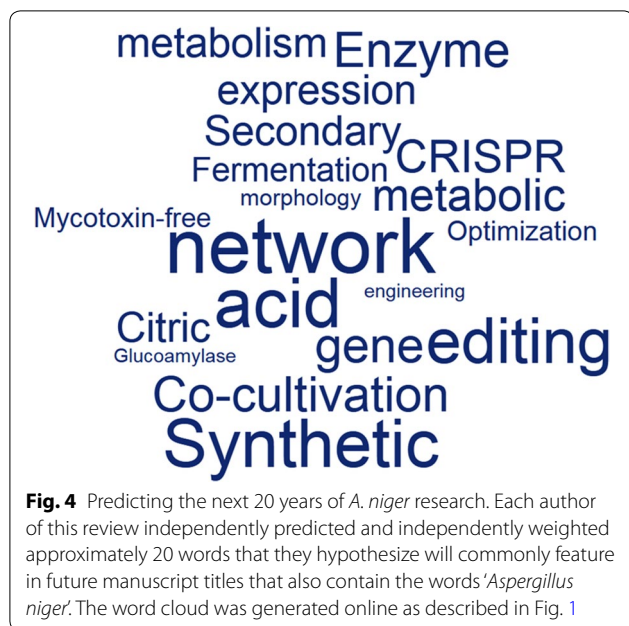 metabolism Enzyme
expression
Secondary
CRISPR
Fermentation
morphology metabolic
Mycotoxin-free
Optimization
network
acid engineering
Citric
Glucoamylase
gene editing
Co-cultivation
Synthetic
Fig. 4 Predicting the next 20 years of A. niger research. Each author
of this review independently predicted and independently weighted
approximately 20 words that they hypothesize will commonly feature
in future manuscript titles that also contain the words ‘Aspergillus
niger’. The word cloud was generated online as described in Fig. 1